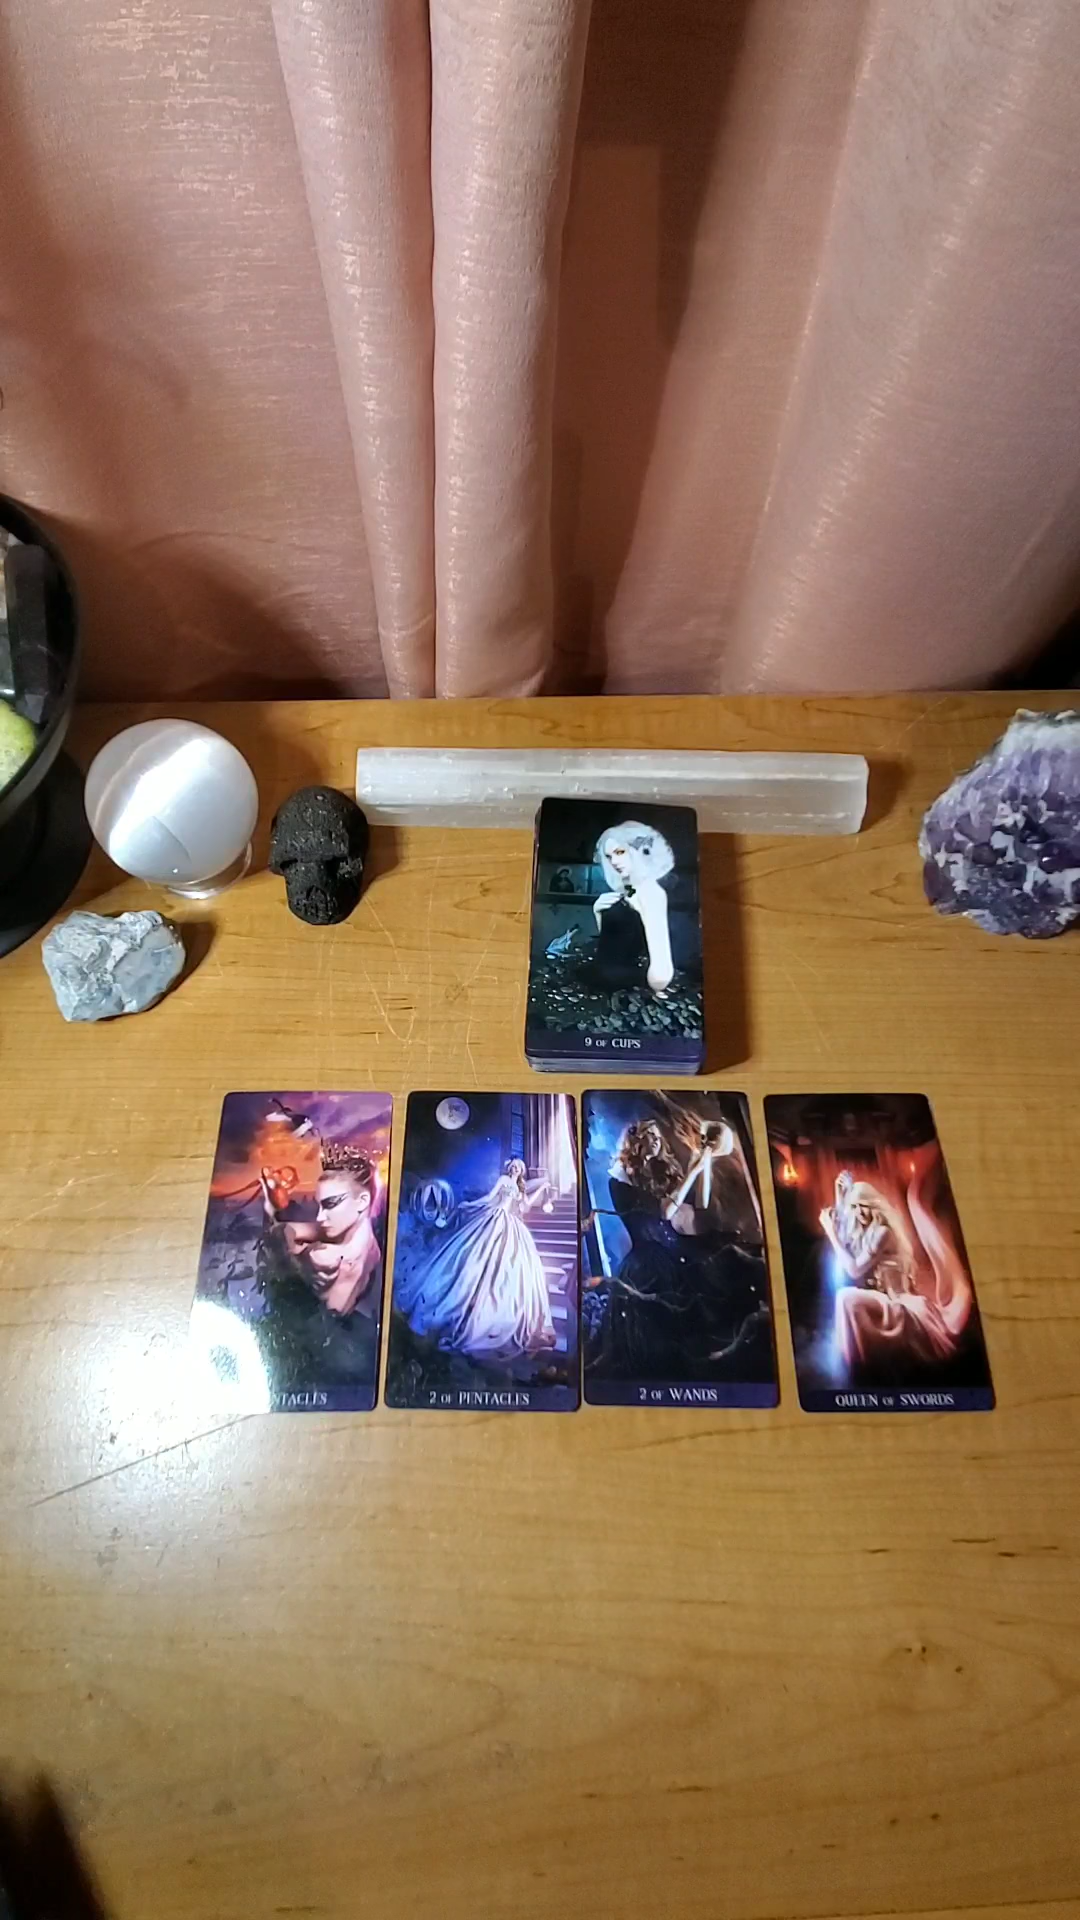 9 OF CUPS
NTACLES
2 OF PENTACLES
2 OF WANDS
QUEEN OF SWORDS